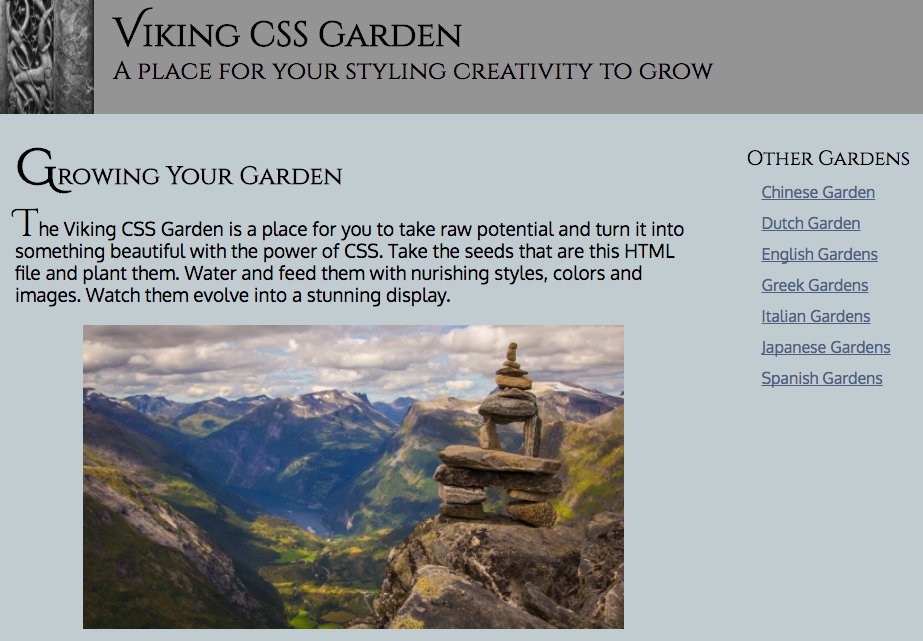 Viking CSS Garden
A place for your styling creativity to grow
Growing Your Garden
The Viking CSS Garden is a place for you to take raw potential and turn it into
something beautiful with the power of CSS. Take the seeds that are this HTML
file and plant them. Water and feed them with nurishing styles, colors and
images. Watch them evolve into a stunning display.
Other Gardens
Chinese Garden
Dutch Garden
English Gardens
Greek Gardens
Italian Gardens
Japanese Gardens
Spanish Gardens